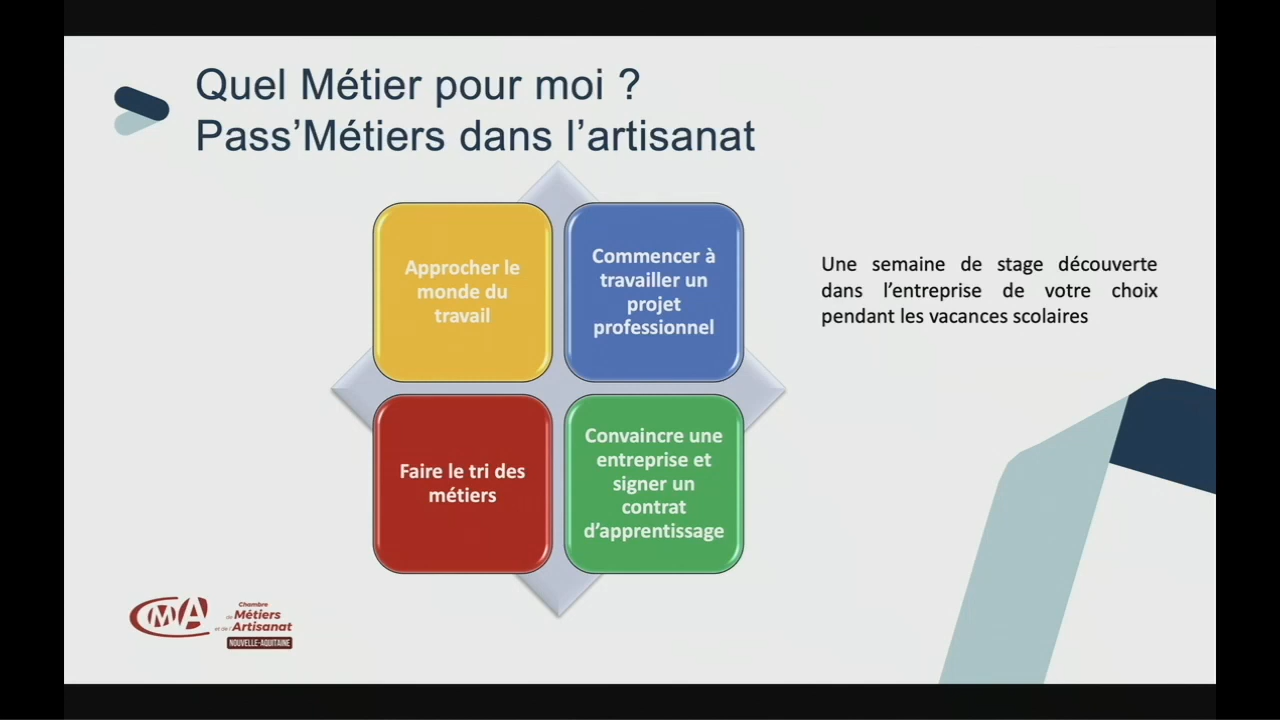 Quel Métier pour moi ?
Pass’Métiers dans l’artisanat
Approcher le
monde du
travail
Commencer à
travailler un
projet
professionnel
Une semaine de stage découverte
dans l’entreprise de votre choix
pendant les vacances scolaires
Faire le tri des
métiers
Convaincre une
entreprise et
signer un
contrat
d’apprentissage
CMA
Chambre
de Métiers
et de l’Artisanat
NOUVELLE-AQUITAINE